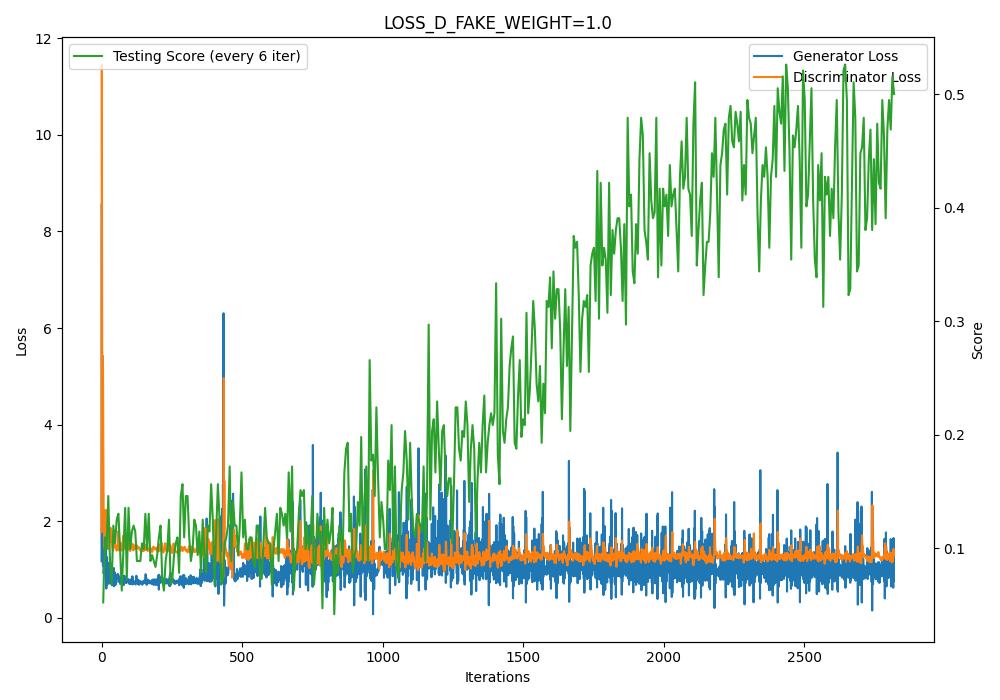 LOSS_D_FAKE_WEIGHT=1.0
Testing Score (every 6 iter)
Generator Loss
Discriminator Loss
Loss
12
10
8
6
4
2
0
0.5
0.4
0.3
0.2
0.1
Score
0 500 1000 1500 2000 2500
Iterations